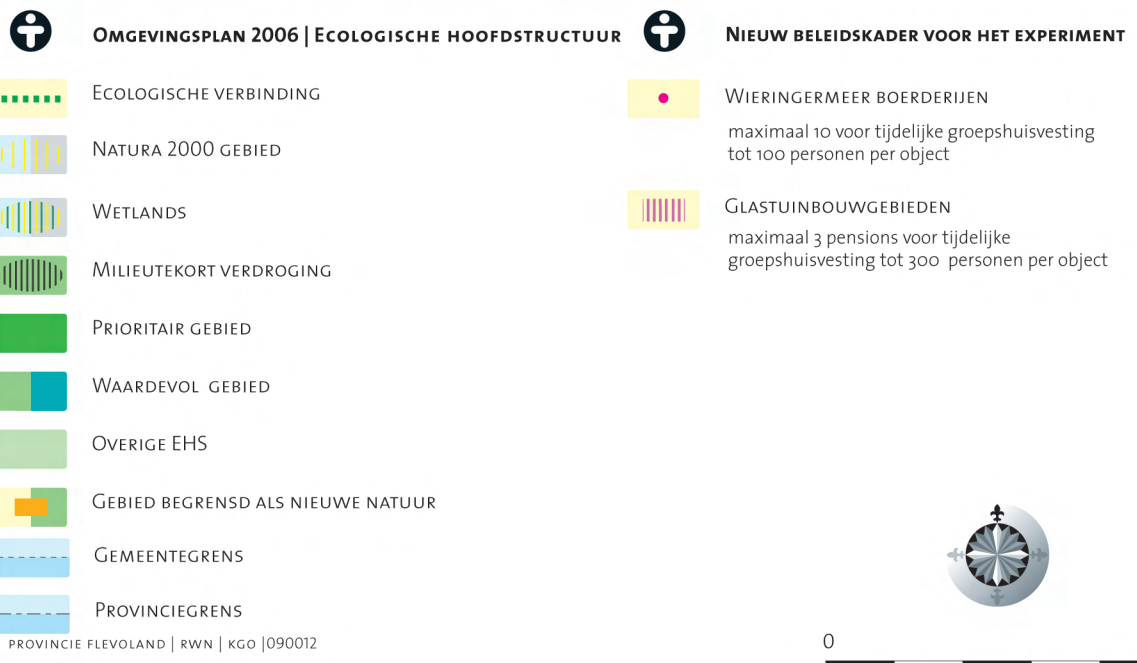 Omgevingsplan 2006 | Ecologische hoofdstructuur
Ecologische verbinding
Natura 2000 gebied
Wetlands
Milieutekort verdroging
Prioritair gebied
Waardevol gebied
Overige EHS
Gebied begrensd als nieuwe natuur
Gemeentegrens
Provinciegrens
provincie flevoland | rwn | kgo |090012
Nieuw beleidskader voor het experiment
Wieringermeer boerderijen
maximaal 10 voor tijdelijke groepshuisvesting
tot 100 personen per object
Glastuinbouwgebieden
maximaal 3 pensions voor tijdelijke
groepshuisvesting tot 300 personen per object
0